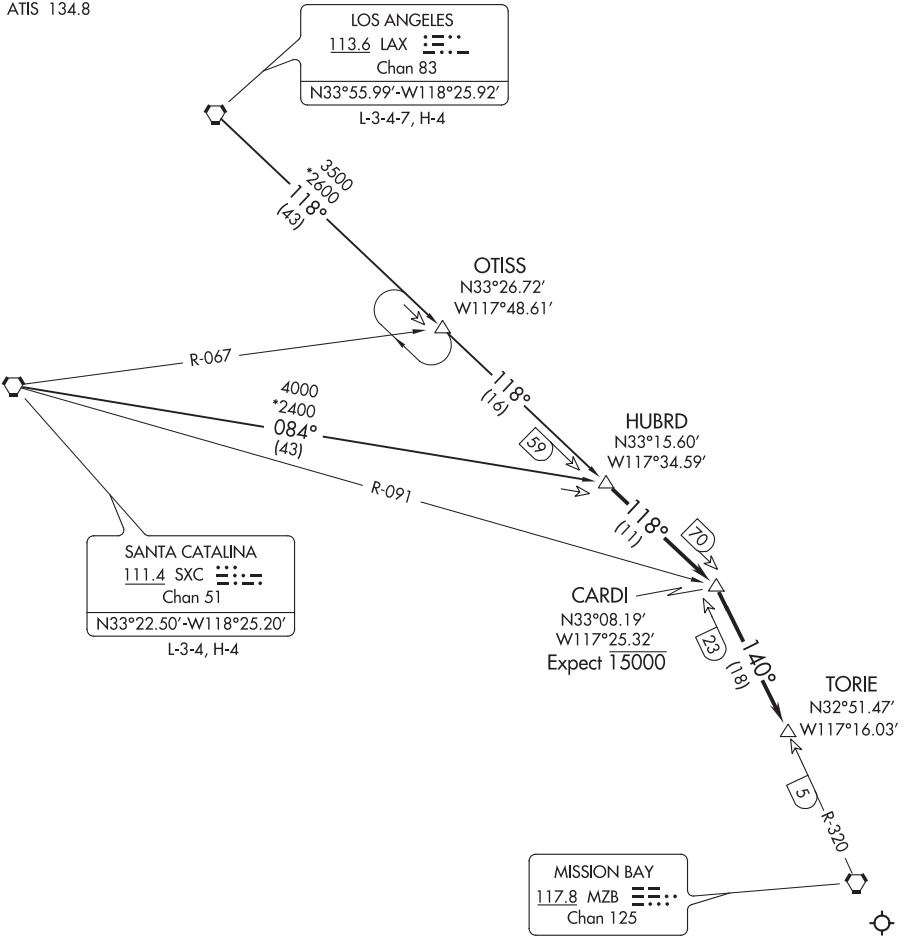 ATIS 134.8
LOS ANGELES
113.6 LAX
Chan 83
N33°55.99'-W118°25.92'
L-3-4-7, H-4
3500
*2600
118°
(43)
OTISS
N33°26.72'
W117°48.61'
R-067
118°
(16)
4000
*2400
084°
(43)
HUBRD
N33°15.60'
W117°34.59'
59
R-091
118°
(11)
70
SANTA CATALINA
111.4 SXC
Chan 51
N33°22.50'-W118°25.20'
L-3-4, H-4
CARDI
N33°08.19'
W117°25.32'
Expect 15000
23
140°
(18)
TORIE
N32°51.47'
W117°16.03'
5
R-320
MISSION BAY
117.8 MZB
Chan 125